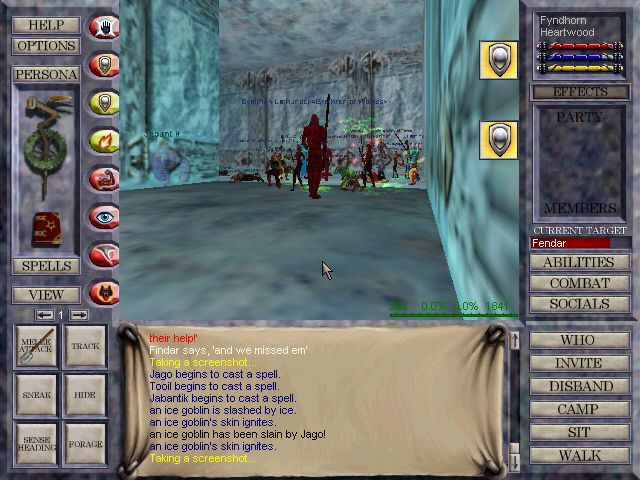 HELP
OPTIONS
PERSONA
SPELLS
VIEW
1
MELEE
ATTACK
TRACK
SNEAK
HIDE
SENSE
HEADING
FORAGE
0.0%
0.0%
1841
their help!'
Findar says, 'and we missed em'
Taking a screenshot...
Jago begins to cast a spell.
Tooil begins to cast a spell.
Jabantik begins to cast a spell.
an ice goblin is slashed by ice.
an ice goblin's skin ignites.
an ice goblin has been slain by Jago!
an ice goblin's skin ignites.
Taking a screenshot...
Fyndhorn
Heartwood
EFFECTS
PARTY
MEMBERS
CURRENT TARGET
Fendar
ABILITIES
COMBAT
SOCIALS
WHO
INVITE
DISBAND
CAMP
SIT
WALK